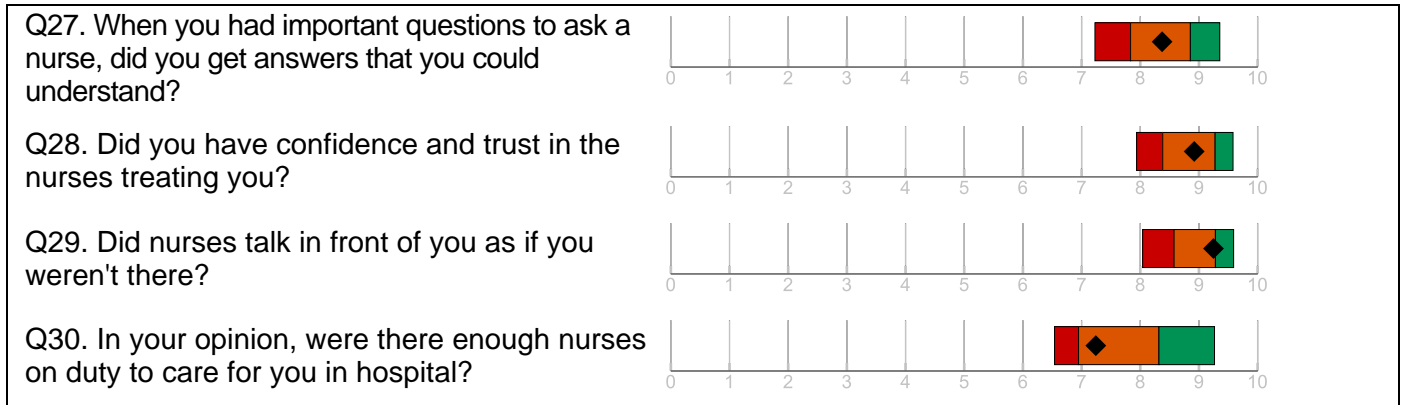 Q27. When you had important questions to ask a
nurse, did you get answers that you could
understand?
0 1 2 3 4 5 6 7 8 9 10
Q28. Did you have confidence and trust in the
nurses treating you?
0 1 2 3 4 5 6 7 8 9 10
Q29. Did nurses talk in front of you as if you
weren't there?
0 1 2 3 4 5 6 7 8 9 10
Q30. In your opinion, were there enough nurses
on duty to care for you in hospital?
0 1 2 3 4 5 6 7 8 9 10